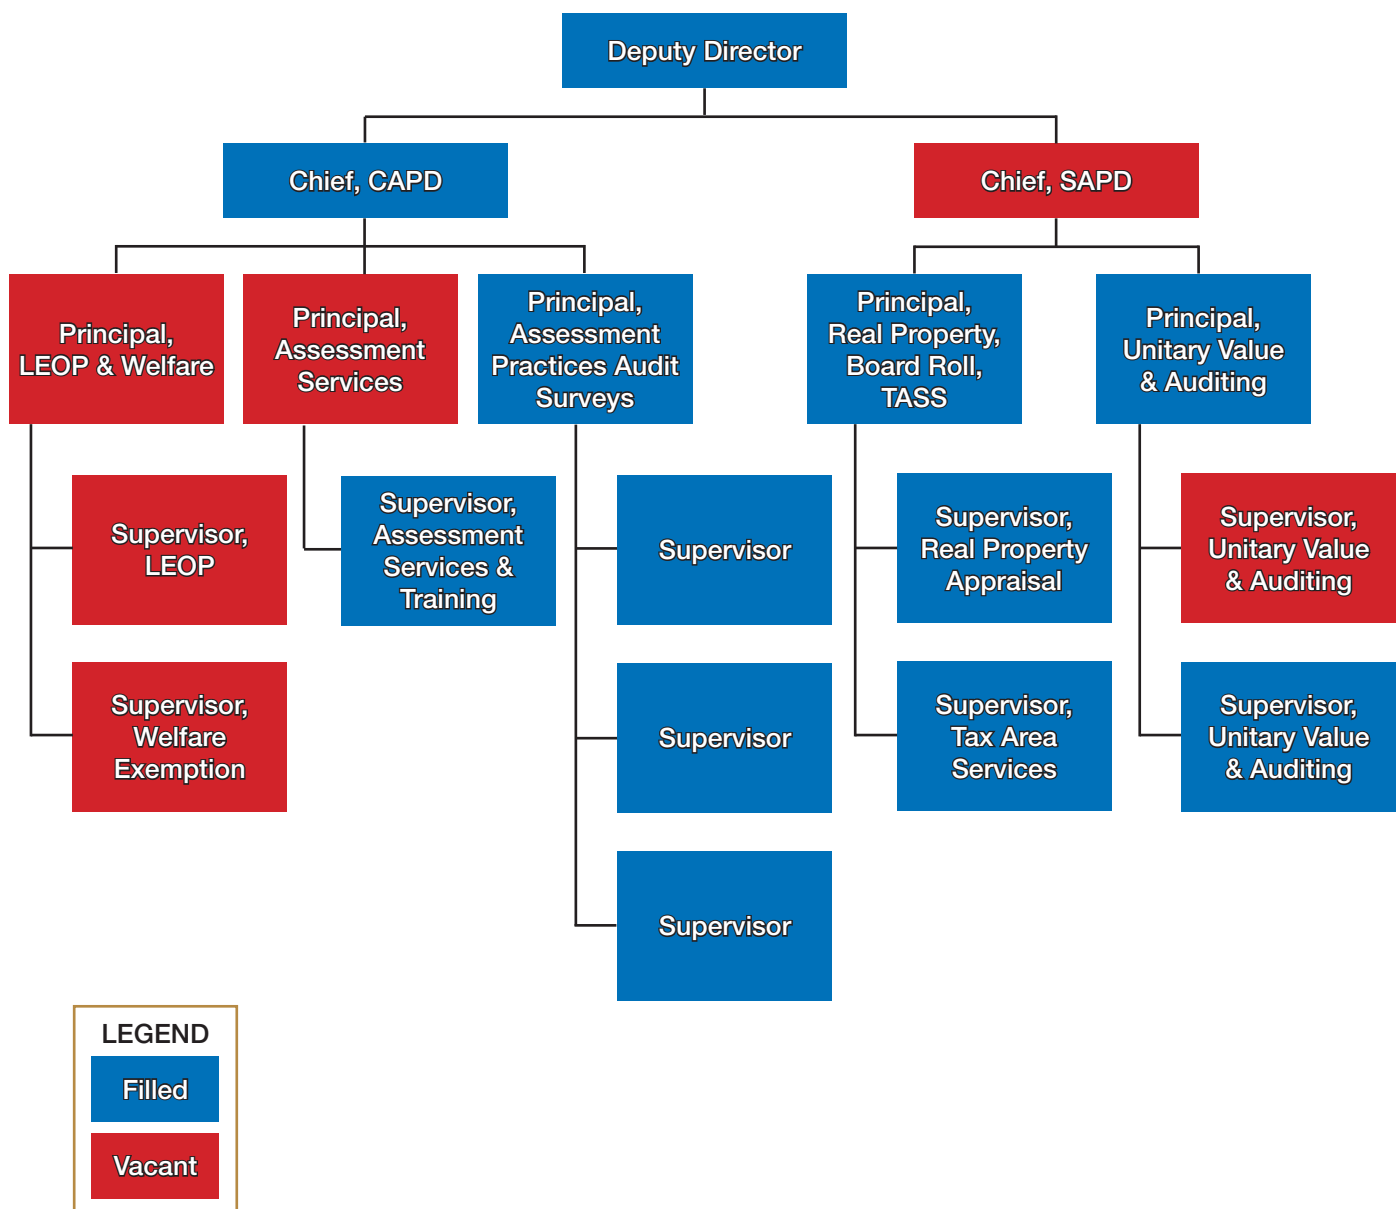 Deputy Director
Chief, CAPD
Chief, SAPD
Principal,
LEOP & Welfare
Principal,
Assessment
Services
Principal,
Assessment
Practices Audit
Surveys
Principal,
Real Property,
Board Roll,
TASS
Principal,
Unitary Value
& Auditing
Supervisor,
LEOP
Supervisor,
Assessment
Services &
Training
Supervisor
Supervisor,
Real Property
Appraisal
Supervisor,
Unitary Value
& Auditing
Supervisor,
Welfare
Exemption
Supervisor
Supervisor,
Tax Area
Services
Supervisor,
Unitary Value
& Auditing
Supervisor
LEGEND
Filled
Vacant